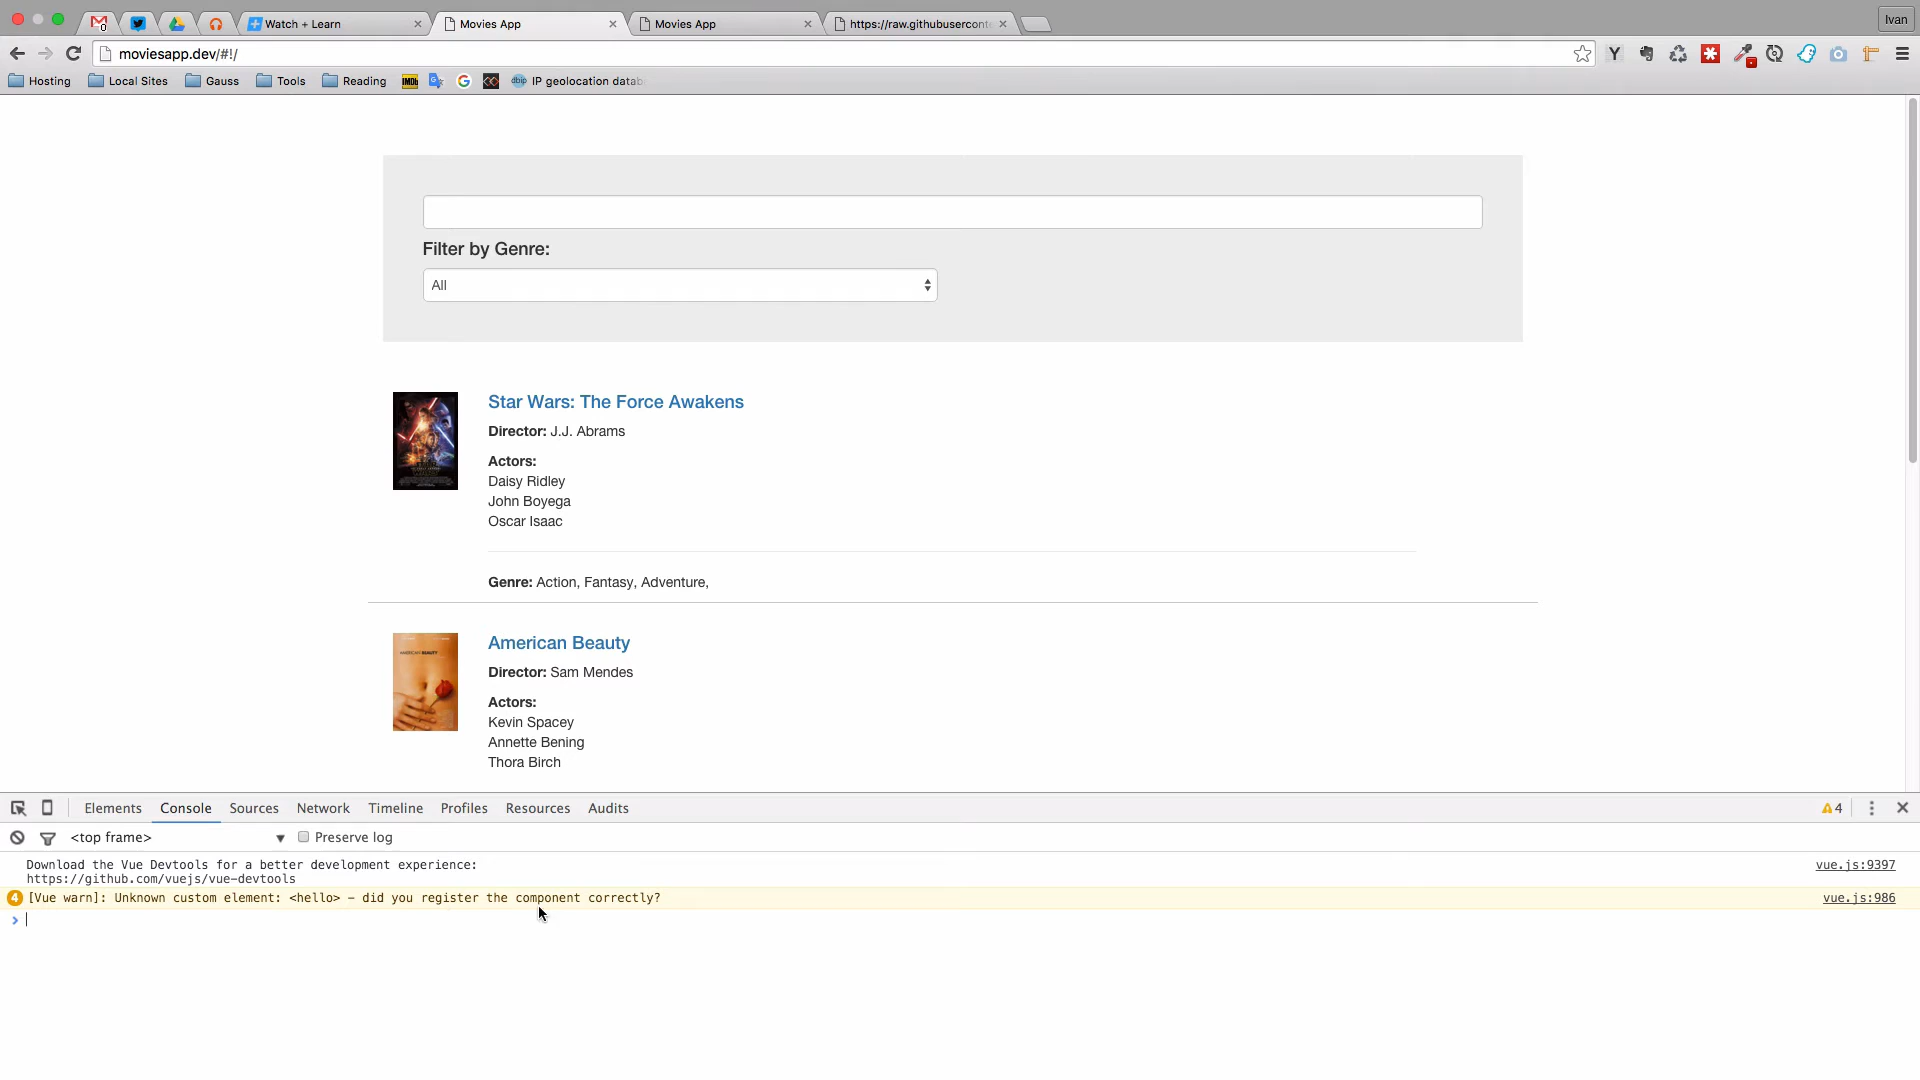 Watch + Learn
Movies App
Movies App
https://raw.githubuserconte
Ivan
moviesapp.dev/#!/
Hosting
Local Sites
Gauss
Tools
Reading
IMDb
IP geolocation datab
Filter by Genre:
All
Star Wars: The Force Awakens
Director: J.J. Abrams
Actors:
Daisy Ridley
John Boyega
Oscar Isaac
Genre: Action, Fantasy, Adventure,
AMERICAN BEAUTY
American Beauty
Director: Sam Mendes
Actors:
Kevin Spacey
Annette Bening
Thora Birch
Elements Console Sources Network Timeline Profiles Resources Audits
4
<top frame>
Preserve log
Download the Vue Devtools for a better development experience:
vue.js:9397
https://github.com/vuejs/vue-devtools
4 [Vue warn]: Unknown custom element: <hello> – did you register the component correctly?
vue.js:986